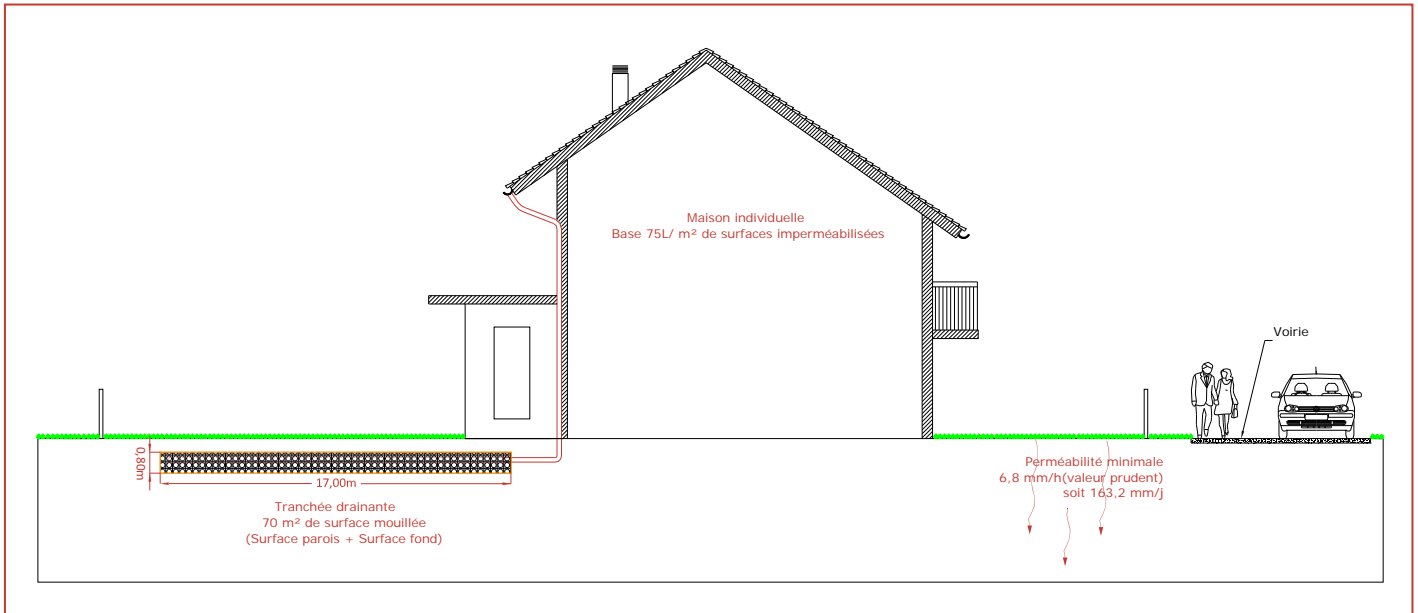 Maison individuelle
Base 75L/ m² de surfaces imperméabilisées
Voirie
0,80m
17,00m
Tranchée drainante
70 m² de surface mouillée
(Surface parois + Surface fond)
Perméabilité minimale
6,8 mm/h(valeur prudent)
soit 163,2 mm/j